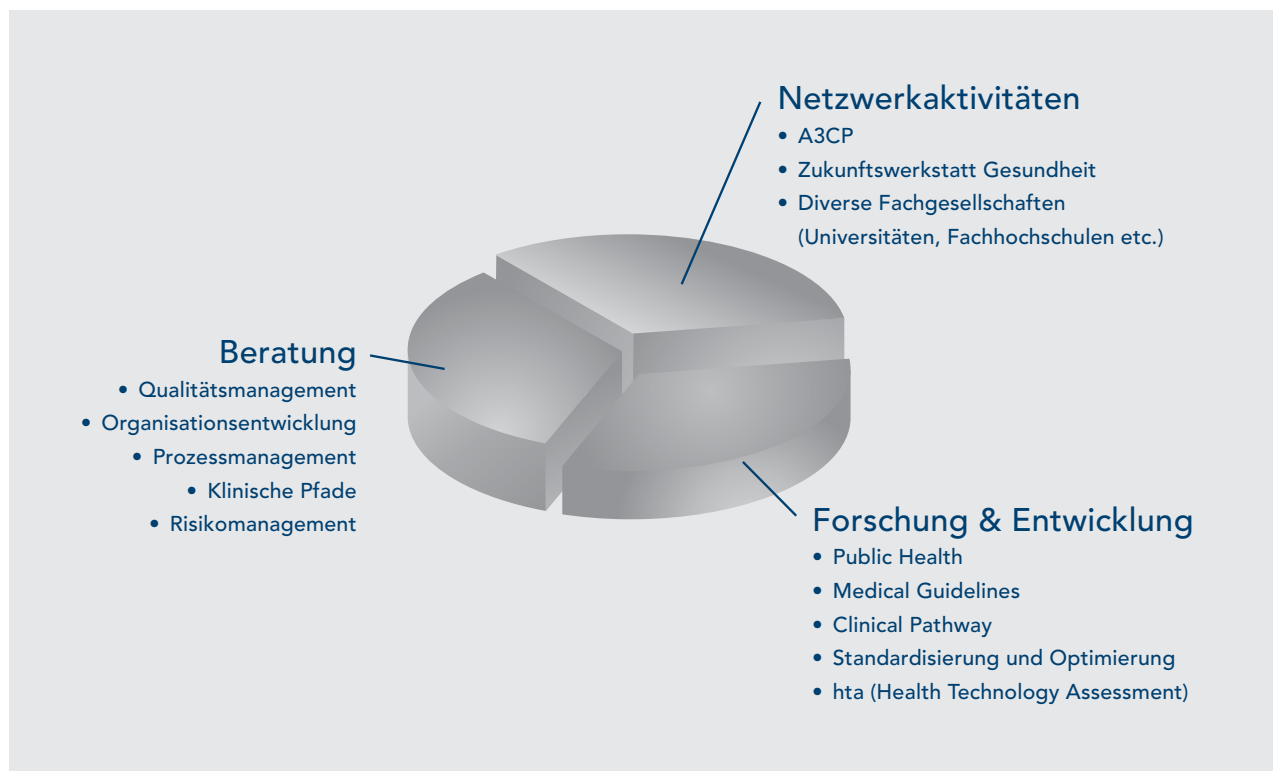 Netzwerkaktivitäten
• A3CP
• Zukunftswerkstatt Gesundheit
• Diverse Fachgesellschaften
(Universitäten, Fachhochschulen etc.)
Beratung
• Qualitätsmanagement
• Organisationsentwicklung
• Prozessmanagement
• Klinische Pfade
• Risikomanagement
Forschung & Entwicklung
• Public Health
• Medical Guidelines
• Clinical Pathway
• Standardisierung und Optimierung
• hta (Health Technology Assessment)